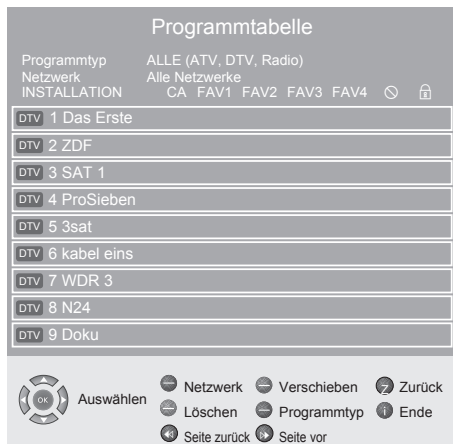 Programmtabelle
Programmtyp ALLE (ATV, DTV, Radio)
Netzwerk Alle Netzwerke
INSTALLATION CA FAV1 FAV2 FAV3 FAV4
DTV 1 Das Erste
DTV 2 ZDF
DTV 3 SAT 1
DTV 4 ProSieben
DTV 5 3sat
DTV 6 kabel eins
DTV 7 WDR 3
DTV 8 N24
DTV 9 Doku
OK Auswählen Netzwerk Verschieben Z Zurück
Löschen Programmtyp i Ende
Seite zurück Seite vor